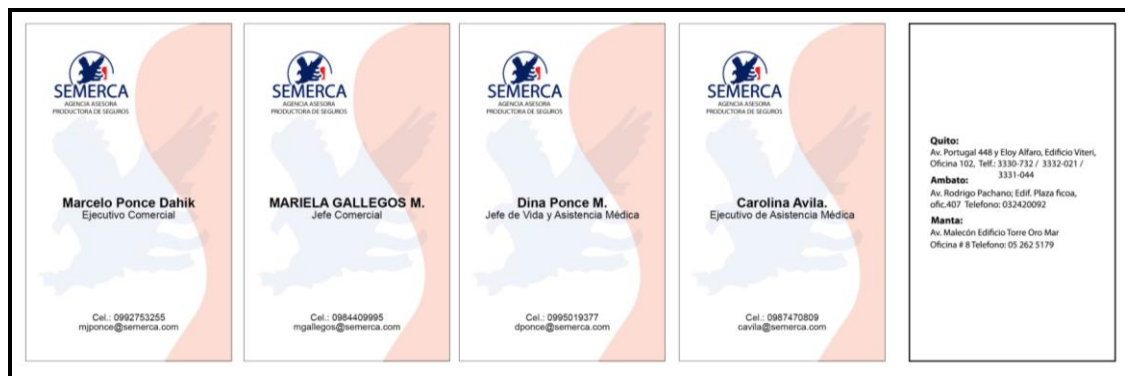 SEMERCA
AGENCIA ASESORA
PRODUCTORA DE SEGUROS
Marcelo Ponce Dahik
Ejecutivo Comercial
Cel.: 0992753255
mjponce@semerca.com
SEMERCA
AGENCIA ASESORA
PRODUCTORA DE SEGUROS
MARIELA GALLEGOS M.
Jefe Comercial
Cel.: 0984409995
mgallegos@semerca.com
SEMERCA
AGENCIA ASESORA
PRODUCTORA DE SEGUROS
Dina Ponce M.
Jefe de Vida y Asistencia Médica
Cel.: 0995019377
dponce@semerca.com
SEMERCA
AGENCIA ASESORA
PRODUCTORA DE SEGUROS
Carolina Avila.
Ejecutivo de Asistencia Médica
Cel.: 0987470809
cavila@semerca.com
Quito:
Av. Portugal 448 y Eloy Alfaro, Edificio Viteri,
Oficina 102, Telf.: 3330-732 / 3332-021 /
3331-044
Ambato:
Av. Rodrigo Pachano; Edif. Plaza ficoa,
ofic.407 Telefono: 032420092
Manta:
Av. Malecón Edificio Torre Oro Mar
Oficina # 8 Telefono: 05 262 5179